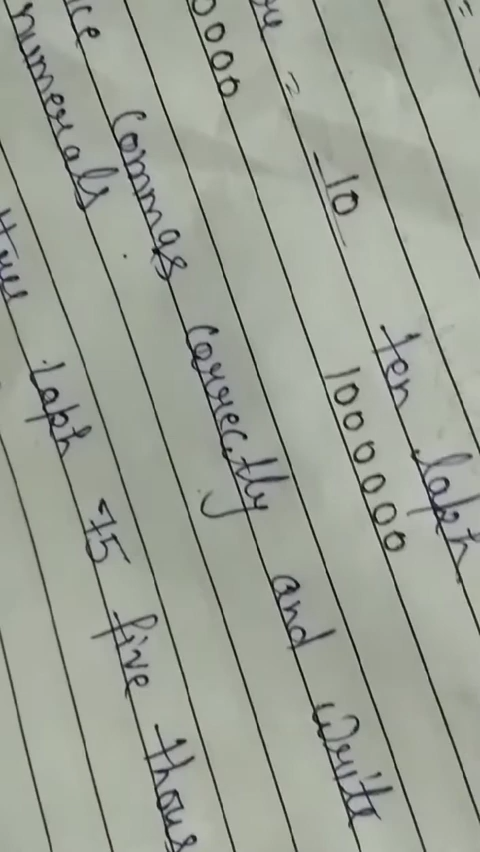 =
ten lakh
= 10 1000000
0000
commas correctly and write
numerals
lakh 75 five thous